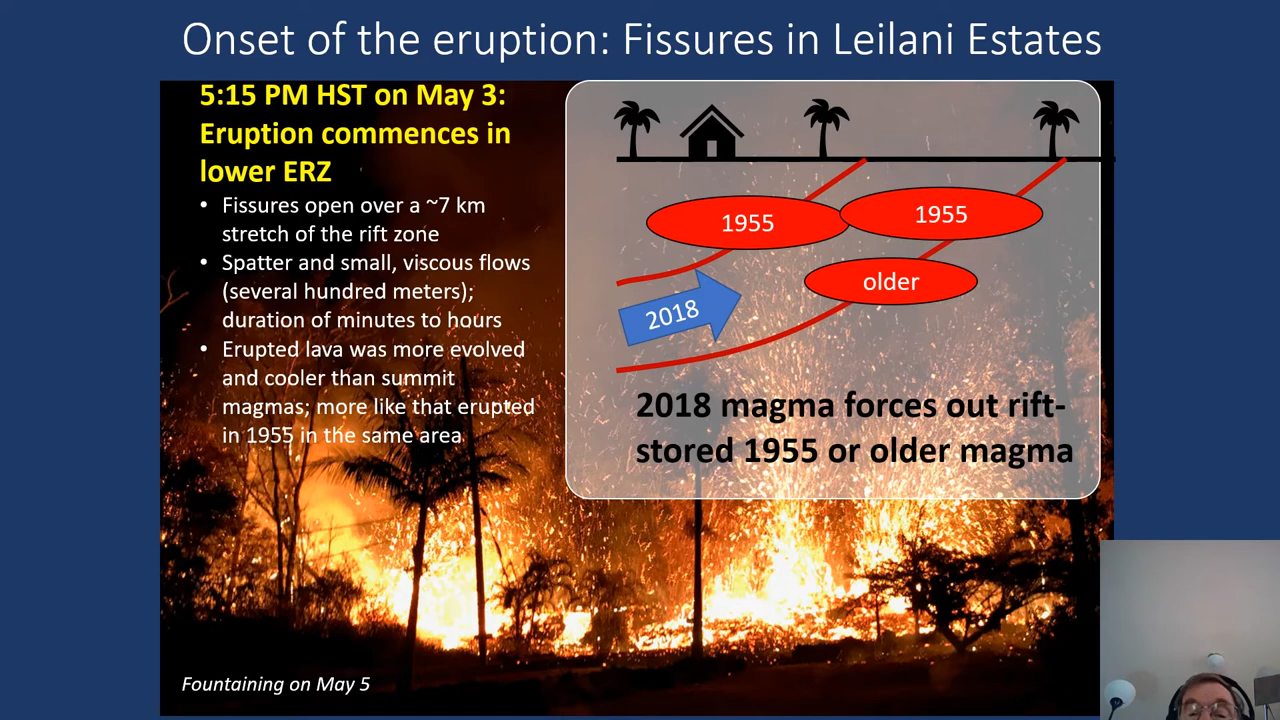 Onset of the eruption: Fissures in Leilani Estates
5:15 PM HST on May 3:
Eruption commences in
lower ERZ
• Fissures open over a ~7 km
stretch of the rift zone
• Spatter and small, viscous flows
(several hundred meters);
duration of minutes to hours
• Erupted lava was more evolved
and cooler than summit
magmas; more like that erupted
in 1955 in the same area
1955
1955
older
2018
2018 magma forces out rift-
stored 1955 or older magma
Fountaining on May 5